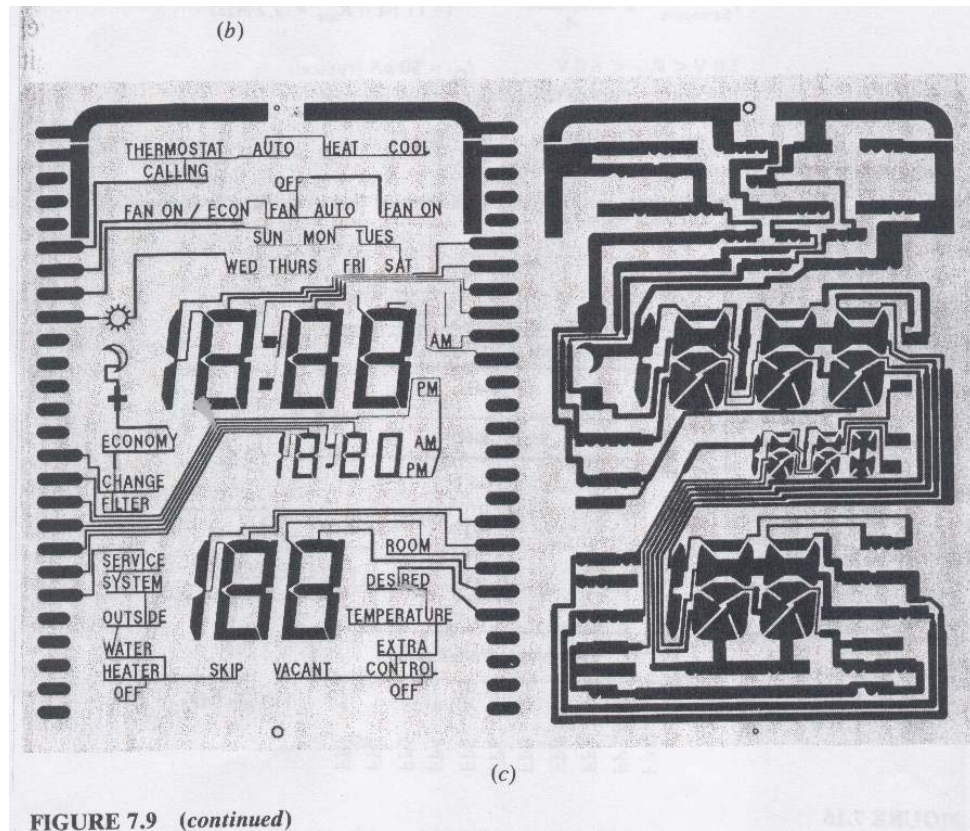 (b)
THERMOSTAT AUTO HEAT COOL
CALLING
OFF
FAN ON / ECON FAN AUTO FAN ON
SUN MON TUES
WED THURS FRI SAT
18:88
AM
PM
ECONOMY
18:80
AM
PM
CHANGE
FILTER
188
ROOM
SERVICE
SYSTEM
DESIRED
OUTSIDE
TEMPERATURE
WATER
HEATER
OFF
SKIP
VACANT
EXTRA
CONTROL
OFF
(c)
FIGURE 7.9 (continued)